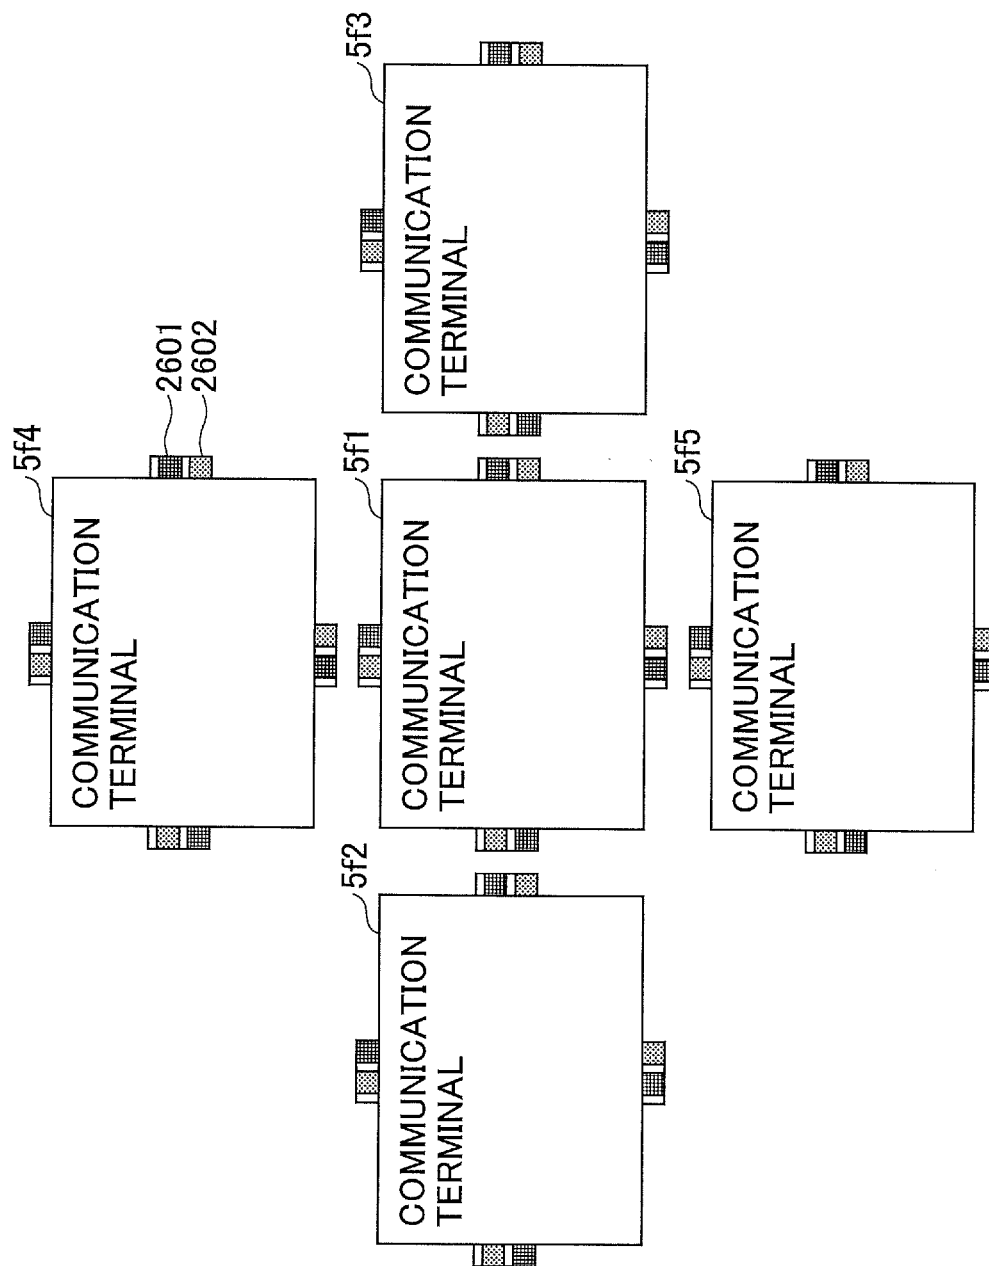 5f4
COMMUNICATION
TERMINAL
2601
2602
5f2
COMMUNICATION
TERMINAL
5f1
COMMUNICATION
TERMINAL
5f3
COMMUNICATION
TERMINAL
5f5
COMMUNICATION
TERMINAL